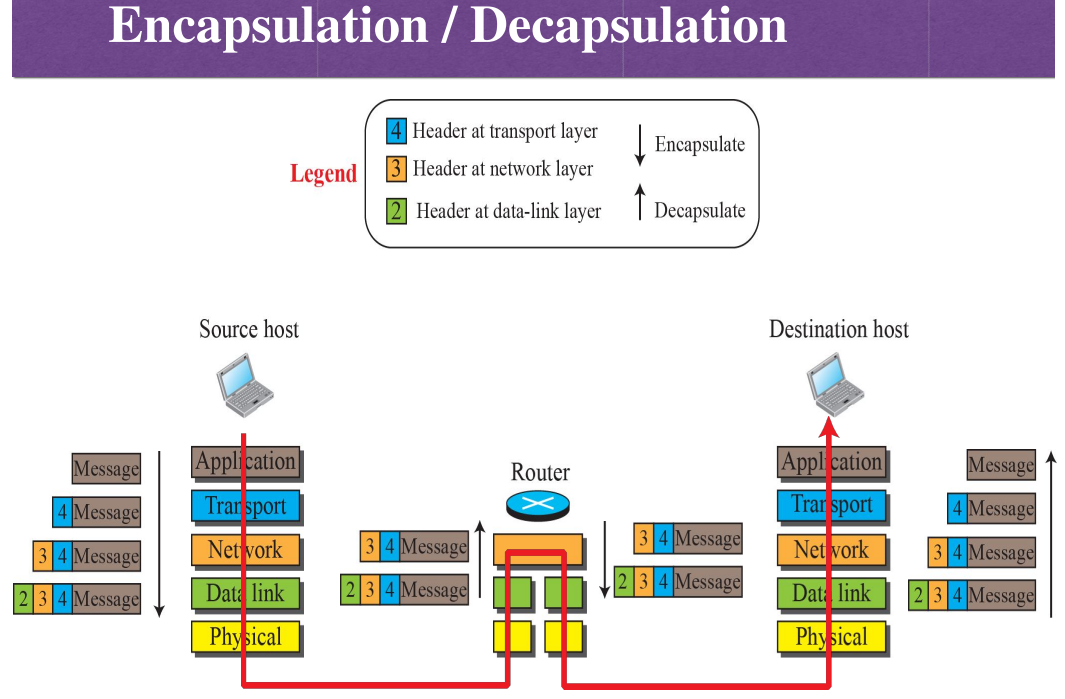 Encapsulation / Decapsulation
Legend
4 Header at transport layer
3 Header at network layer
2 Header at data-link layer
Encapsulate
Decapsulate
Source host
Destination host
Router
Message
4 Message
3 4 Message
2 3 4 Message
Application
Transport
Network
Data link
Physical
3 4 Message
2 3 4 Message
3 4 Message
2 3 4 Message
Application
Transport
Network
Data link
Physical
Message
4 Message
3 4 Message
2 3 4 Message